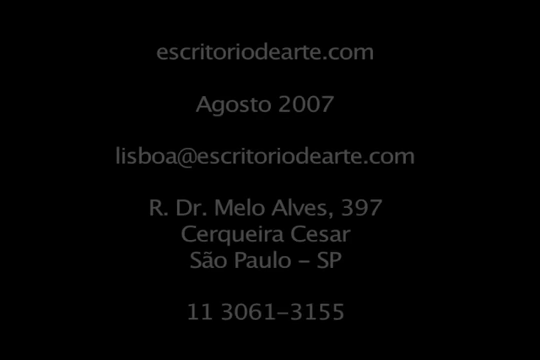 escritoriodearte.com
Agosto 2007
lisboa@escritoriodearte.com
R. Dr. Melo Alves, 397
Cerqueira Cesar
São Paulo - SP
11 3061-3155